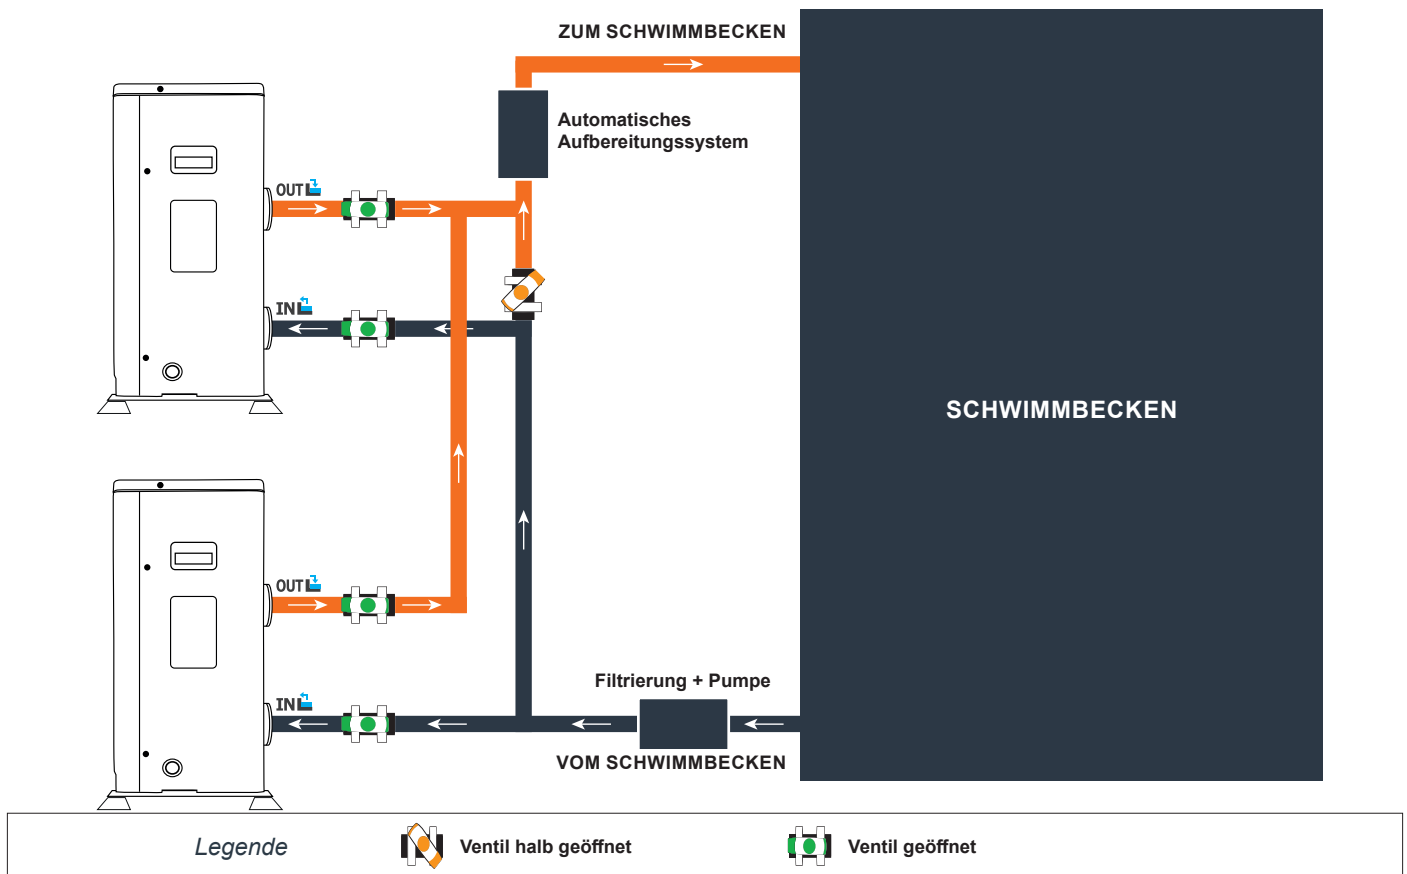 ZUM SCHWIMMBECKEN
Automatisches
Aufbereitungssystem
OUT
IN
SCHWIMMBECKEN
OUT
IN
Filtrierung + Pumpe
VOM SCHWIMMBECKEN
Legende
Ventil halb geöffnet
Ventil geöffnet